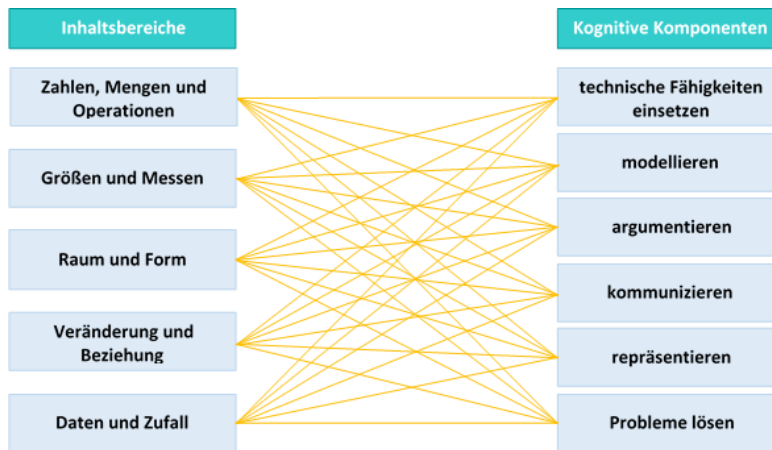 Inhaltsbereiche
Zahlen, Mengen und
Operationen
Größen und Messen
Raum und Form
Veränderung und
Beziehung
Daten und Zufall
Kognitive Komponenten
technische Fähigkeiten
einsetzen
modellieren
argumentieren
kommunizieren
repräsentieren
Probleme lösen